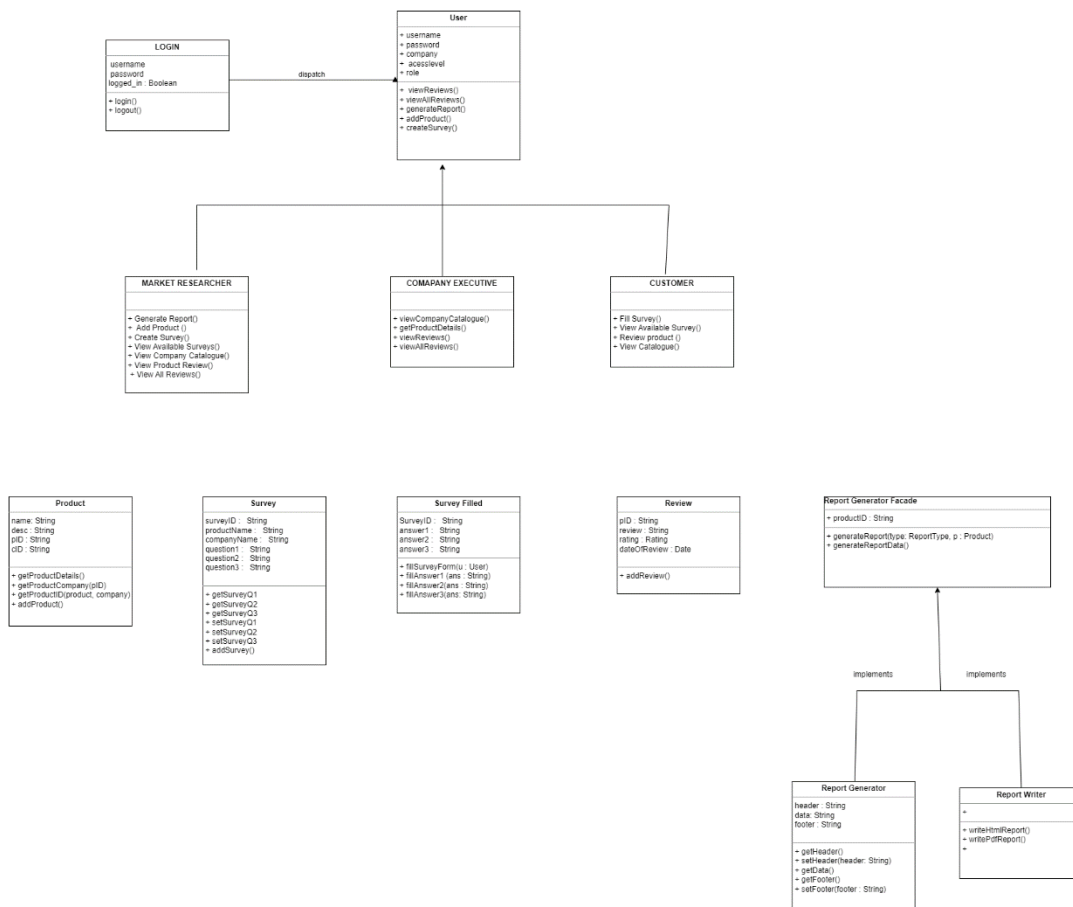 User
+ username
+ password
+ company
+ acesslevel
+ role
+ viewReviews()
+ viewAllReviews()
+ generateReport()
+ addProduct()
+ createSurvey()
LOGIN
username
password
logged_in : Boolean
+ login()
+ logout()
dispatch
MARKET RESEARCHER
+ Generate Report()
+ Add Product ()
+ Create Survey()
+ View Available Surveys()
+ View Company Catalogue()
+ View Product Review()
+ View All Reviews()
COMAPANY EXECUTIVE
+ viewCompanyCatalogue()
+ getProductDetails()
+ viewReviews()
+ viewAllReviews()
CUSTOMER
+ Fill Survey()
+ View Available Survey()
+ Review product ()
+ View Catalogue()
Product
name: String
desc : String
pID : String
cID : String
+ getProductDetails()
+ getProductCompany(pID)
+ getProductID(product, company)
+ addProduct()
Survey
surveyID : String
productName : String
companyName : String
question1 : String
question2 : String
question3 : String
+ getSurveyQ1
+ getSurveyQ2
+ getSurveyQ3
+ setSurveyQ1
+ setSurveyQ2
+ setSurveyQ3
+ addSurvey()
Survey Filled
SurveyID : String
answer1 : String
answer2 : String
answer3 : String
+ fillSurveyForm(u : User)
+ fillAnswer1 (ans : String)
+ fillAnswer2(ans : String)
+ fillAnswer3(ans: String)
Review
pID : String
review : String
rating : Rating
dateOfReview : Date
+ addReview()
Report Generator Facade
+ productID : String
+ generateReport(type: ReportType, p : Product)
+ generateReportData()
implements
implements
Report Generator
header : String
data: String
footer : String
+ getHeader()
+ setHeader(header: String)
+ getData()
+ getFooter()
+ setFooter(footer : String)
Report Writer
+
+ writeHtmlReport()
+ writePdfReport()
+